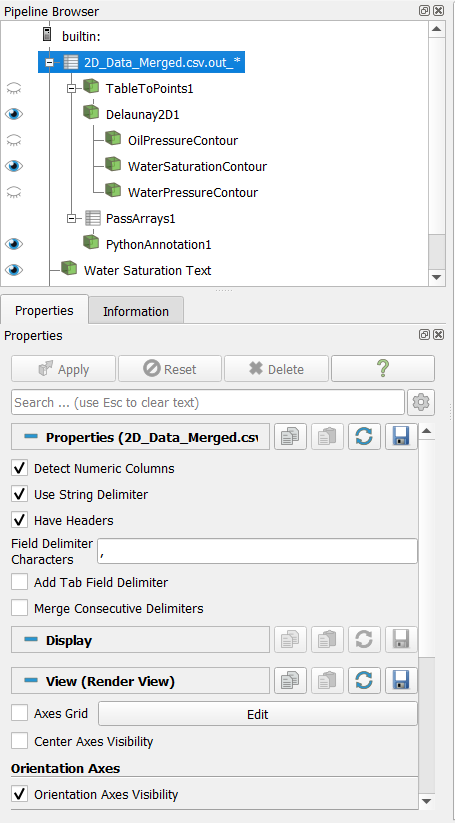 Pipeline Browser
builtin:
2D_Data_Merged.csv.out_*
TableToPoints1
Delaunay2D1
OilPressureContour
WaterSaturationContour
WaterPressureContour
PassArrays1
PythonAnnotation1
Water Saturation Text
Properties Information
Properties
Apply Reset Delete ?
Search ... (use Esc to clear text)
Properties (2D_Data_Merged.csv
Detect Numeric Columns
Use String Delimiter
Have Headers
Field Delimiter
Characters ,
Add Tab Field Delimiter
Merge Consecutive Delimiters
Display
View (Render View)
Axes Grid Edit
Center Axes Visibility
Orientation Axes
Orientation Axes Visibility